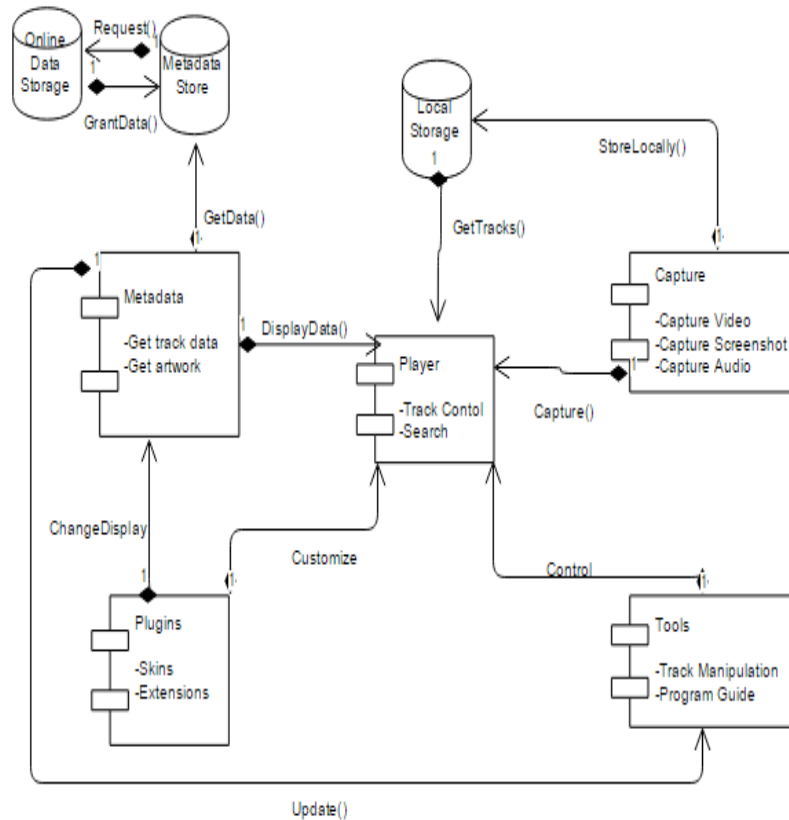 Request()
1
Online
Data
Storage
1
Metadata
Store
GrantData()
Local
Storage
1
StoreLocally()
GetData()
1
GetTracks()
1
1
Metadata
-Get track data
-Get artwork
1
DisplayData()
Capture
-Capture Video
-Capture Screenshot
-Capture Audio
1
Player
-Track Contol
-Search
Capture()
ChangeDisplay
1
Customize
1
Control
1
Plugins
-Skins
-Extensions
Tools
-Track Manipulation
-Program Guide
Update()